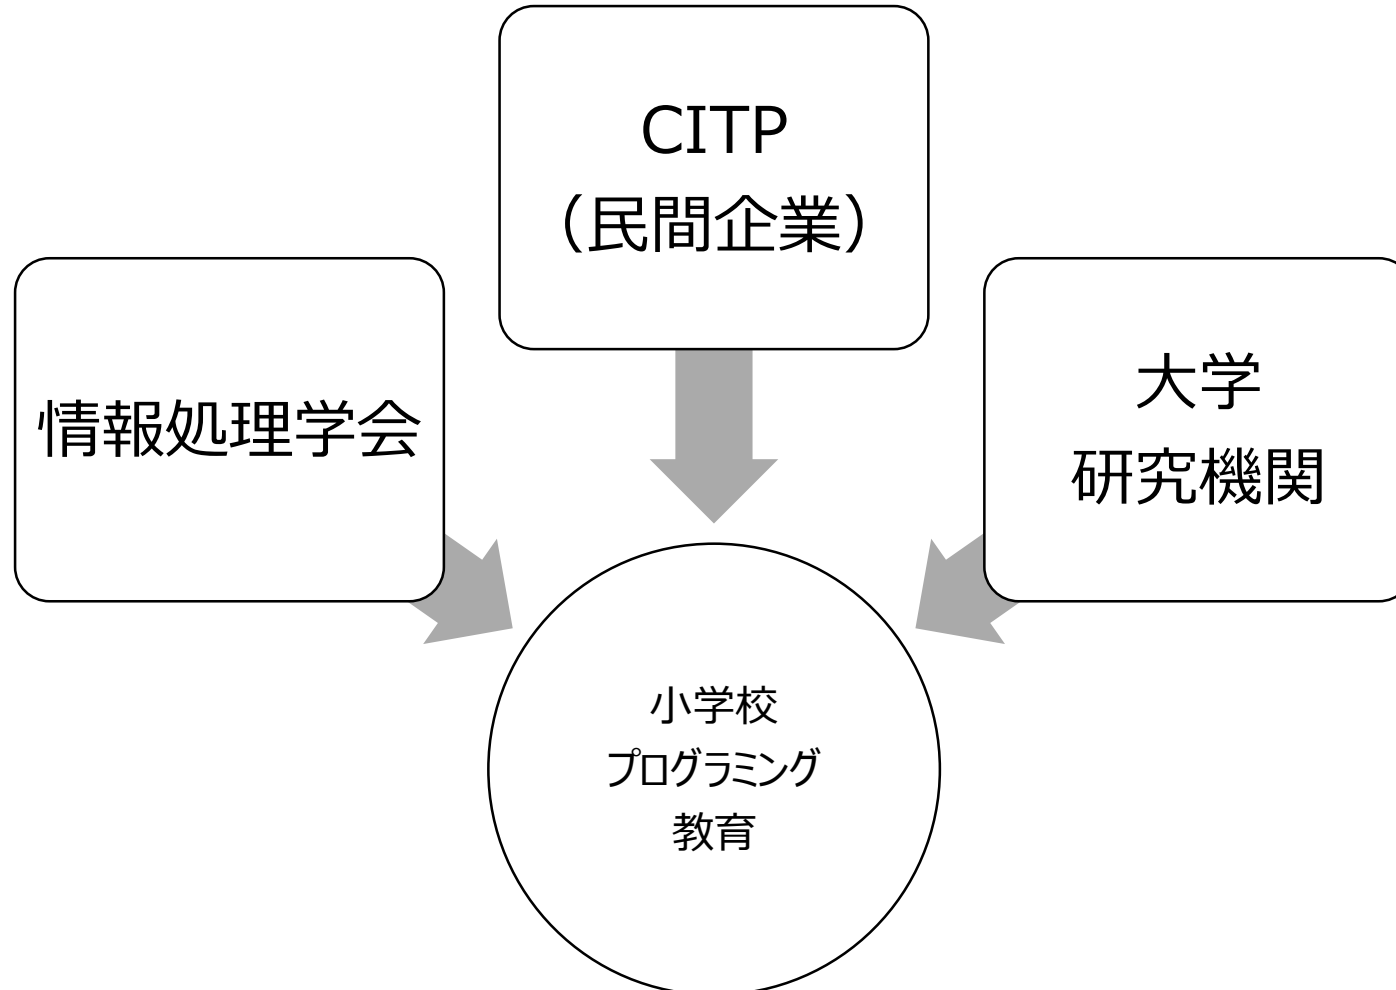 CITP
（民間企業）
情報処理学会
大学
研究機関
小学校
プログラミング
教育